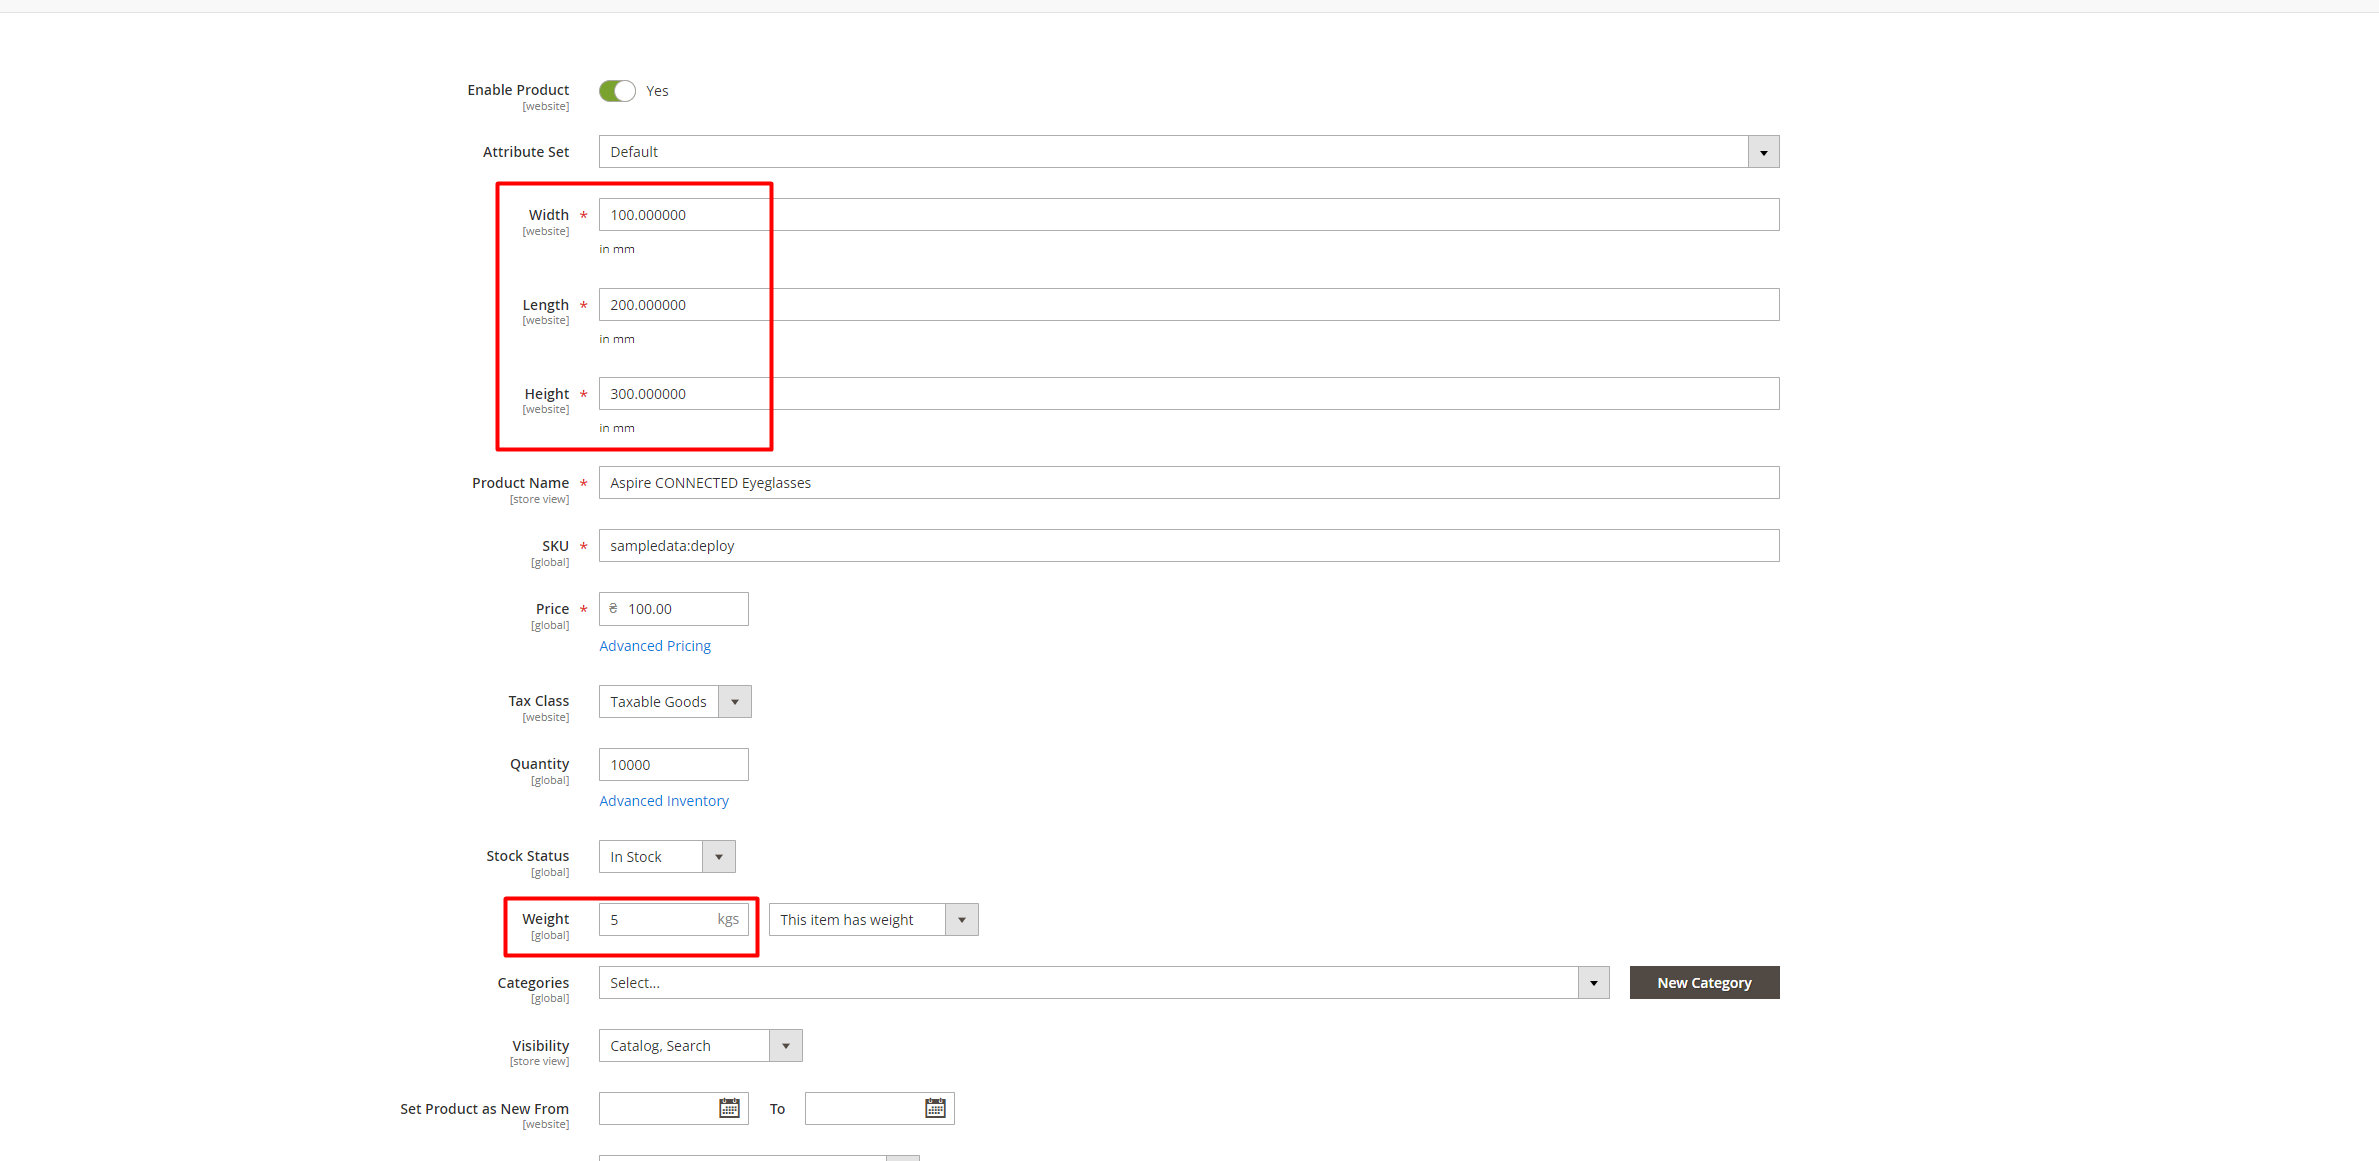 Enable Product
[website]
Yes
Attribute Set
Default
Width *
[website]
100.000000
in mm
Length *
[website]
200.000000
in mm
Height *
[website]
300.000000
in mm
Product Name *
[store view]
Aspire CONNECTED Eyeglasses
SKU *
[global]
sampledata:deploy
Price *
[global]
₴ 100.00
Advanced Pricing
Tax Class
[website]
Taxable Goods
Quantity
[global]
10000
Advanced Inventory
Stock Status
[global]
In Stock
Weight
[global]
5 kgs
This item has weight
Categories
[global]
Select...
New Category
Visibility
[store view]
Catalog, Search
Set Product as New From
[website]
To